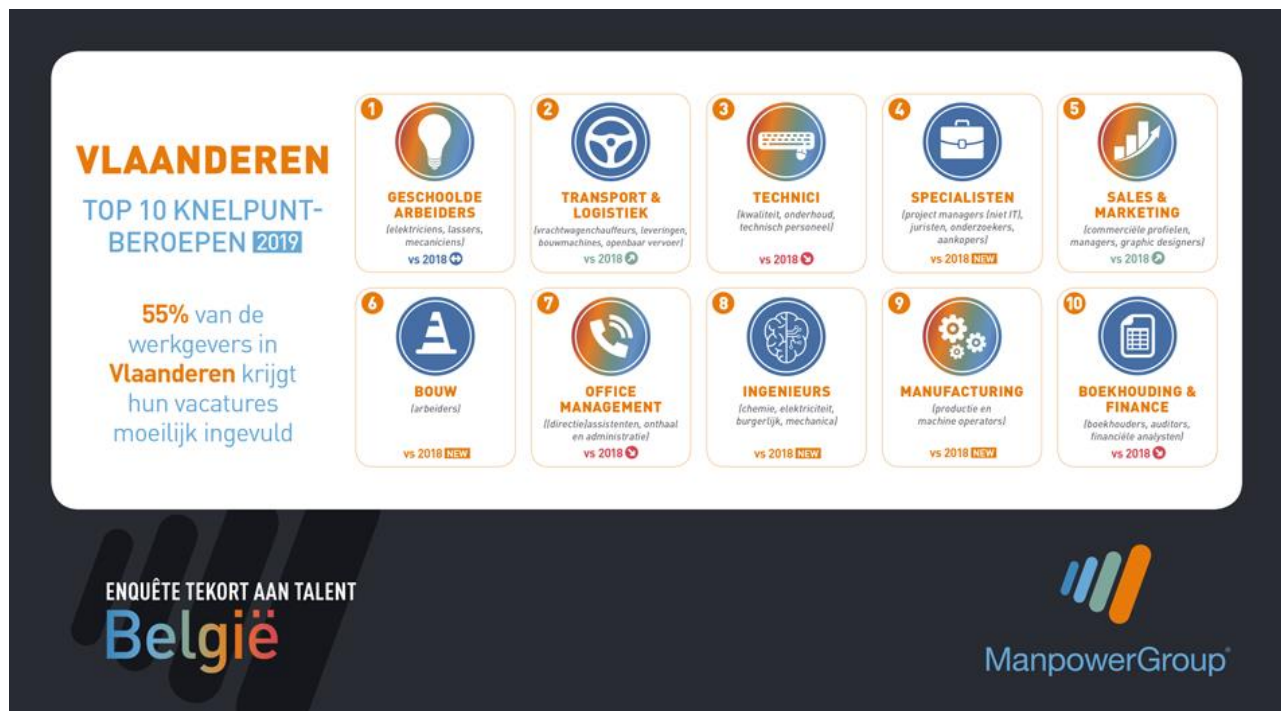 VLAANDEREN
TOP 10 KNELPUNT-
BEROEPEN 2019
55% van de
werkgevers in
Vlaanderen krijgt
hun vacatures
moeilijk ingevuld
1
GESCHOOLDE
ARBEIDERS
(elektriciens, lassers,
mecaniciens)
vs 2018
2
TRANSPORT &
LOGISTIEK
(vrachtwagenchauffeurs, leveringen,
bouwmachines, openbaar vervoer)
vs 2018
3
TECHNICI
(kwaliteit, onderhoud,
technisch personeel)
vs 2018
4
SPECIALISTEN
(project managers (niet IT),
juristen, onderzoekers,
aankopers)
vs 2018 NEW
5
SALES &
MARKETING
(commerciële profielen,
managers, graphic designers)
vs 2018
6
BOUW
(arbeiders)
vs 2018 NEW
7
OFFICE
MANAGEMENT
((directie)assistenten, onthaal
en administratie)
vs 2018
8
INGENIEURS
(chemie, elektriciteit,
burgerlijk, mechanica)
vs 2018 NEW
9
MANUFACTURING
(productie en
machine operators)
vs 2018 NEW
10
BOEKHOUDING &
FINANCE
(boekhouders, auditors,
financiële analysten)
vs 2018
ENQUÊTE TEKORT AAN TALENT
België
ManpowerGroup